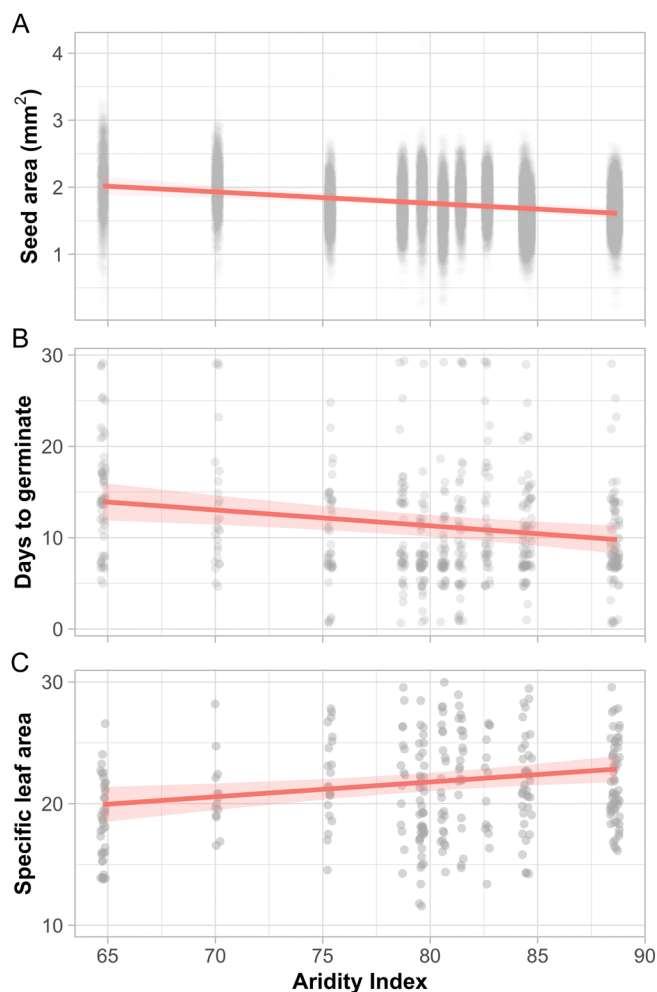 A
Seed area (mm²)
4
3
2
1
B
Days to germinate
30
20
10
0
C
Specific leaf area
30
20
10
65 70 75 80 85 90
Aridity Index